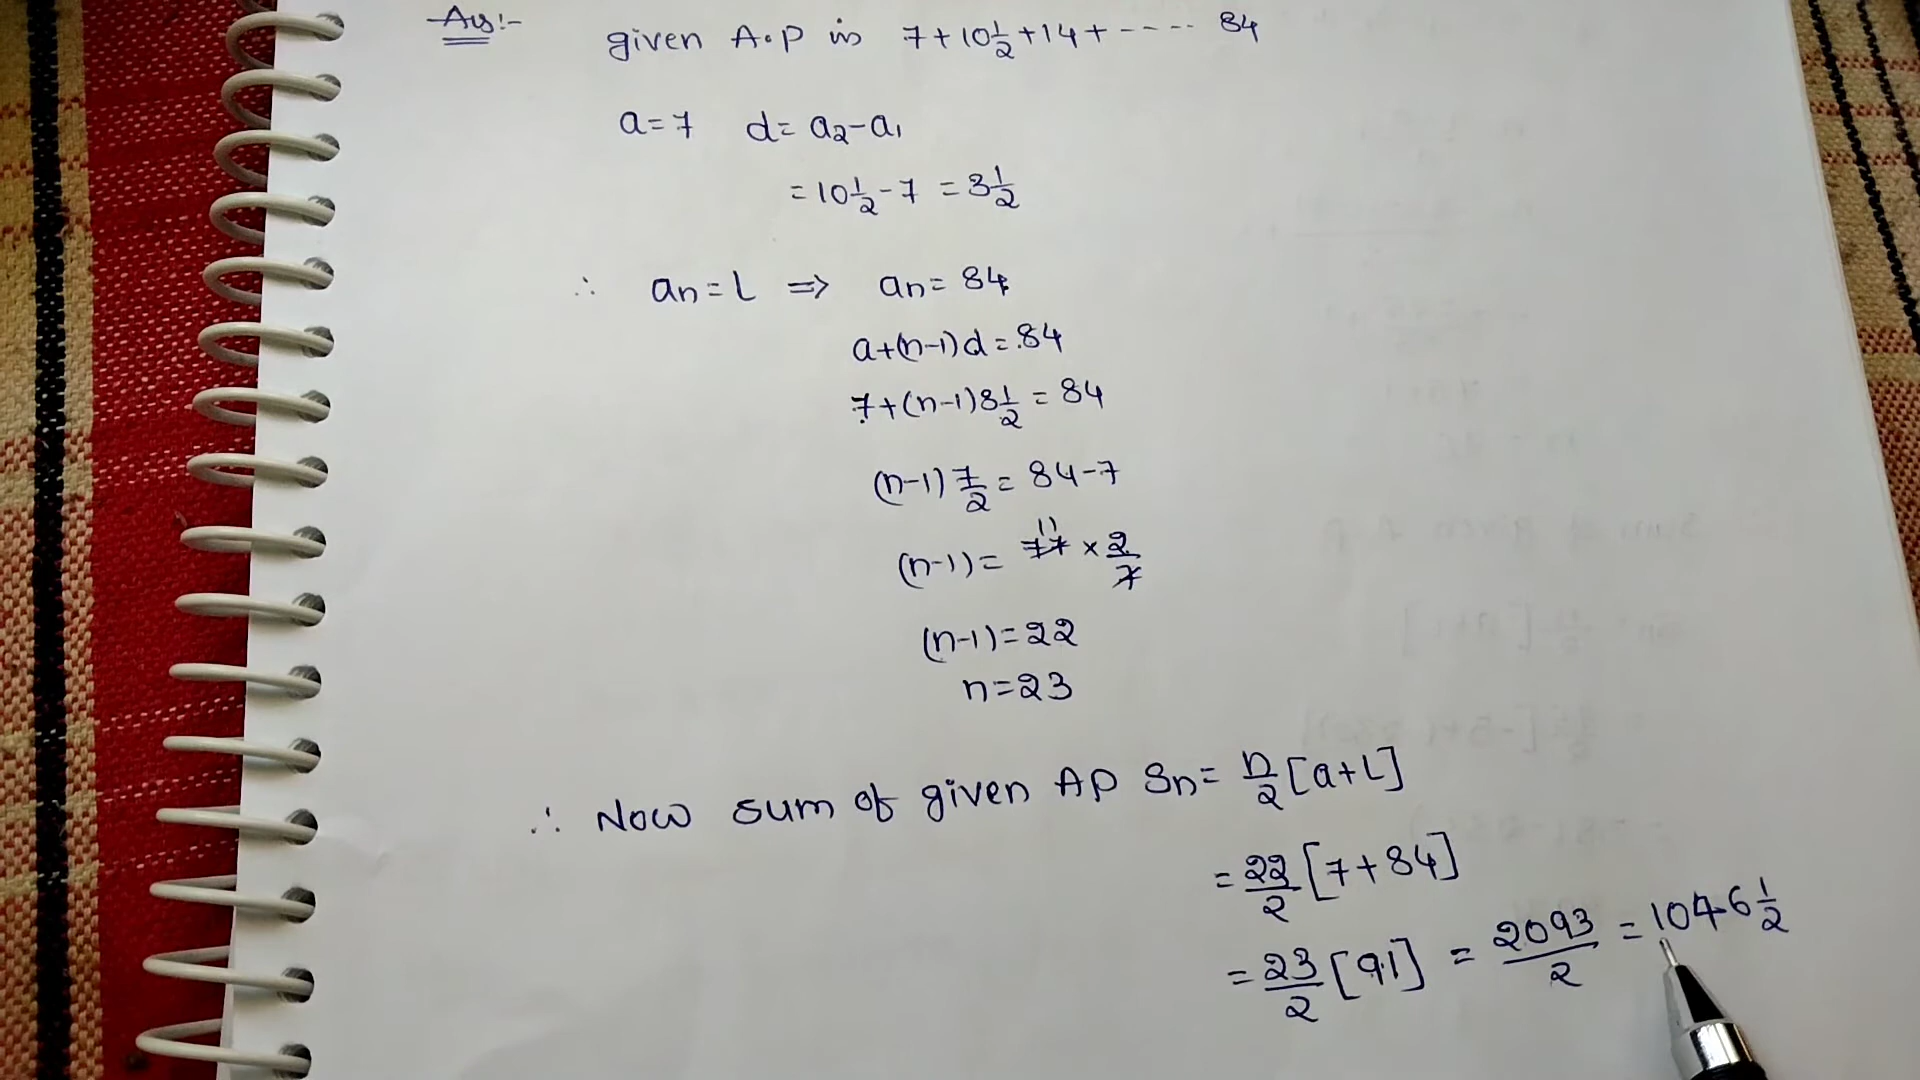 Ans:-
given A.P is 7+10½+14+---- 84
a=7 d= a₂-a₁
=10½-7 =3½
∴ an=L => an=84
a+(n-1)d=84
7+(n-1)3½=84
(n-1)7/2=84-7
(n-1)= 77 11 ×2/7
(n-1)=22
n=23
∴ Now sum of given AP Sn= n/2[a+L]
=22/2[7+84]
=23/2[91] = 2093/2 =1046½